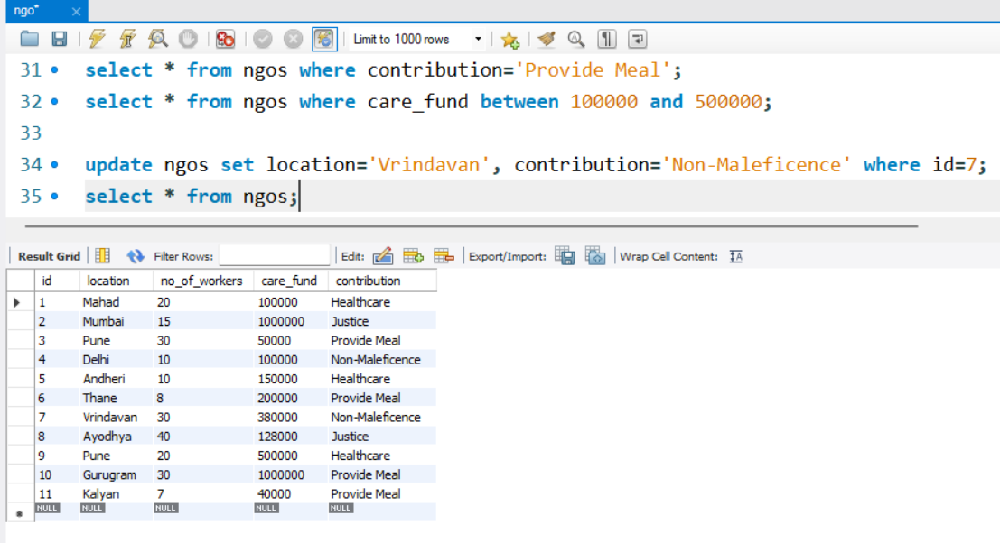 ngo*
Limit to 1000 rows
31 select * from ngos where contribution='Provide Meal';
32 select * from ngos where care_fund between 100000 and 500000;
33
34 update ngos set location='Vrindavan', contribution='Non-Maleficence' where id=7;
35 select * from ngos;
Result Grid Filter Rows: Edit: Export/Import: Wrap Cell Content: IA
id location no_of_workers care_fund contribution
1 Mahad 20 100000 Healthcare
2 Mumbai 15 1000000 Justice
3 Pune 30 50000 Provide Meal
4 Delhi 10 100000 Non-Maleficence
5 Andheri 10 150000 Healthcare
6 Thane 8 200000 Provide Meal
7 Vrindavan 30 380000 Non-Maleficence
8 Ayodhya 40 128000 Justice
9 Pune 20 500000 Healthcare
10 Gurugram 30 1000000 Provide Meal
11 Kalyan 7 40000 Provide Meal
NULL NULL NULL NULL NULL